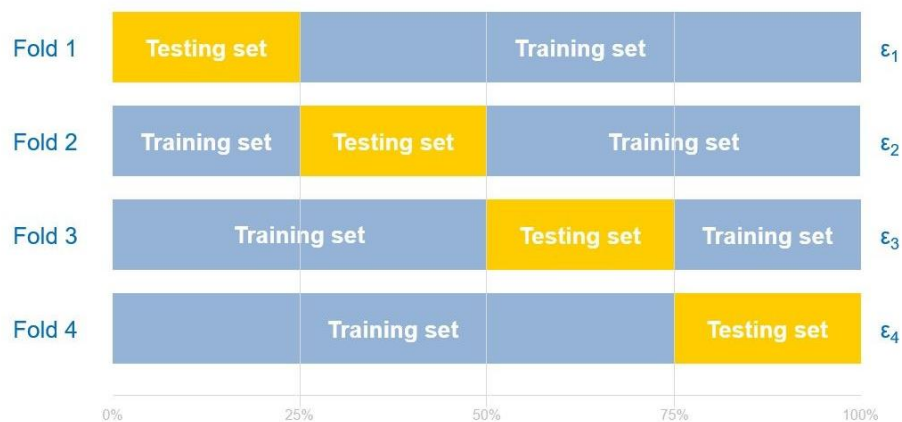 Fold 1 Testing set Training set ε₁
Fold 2 Training set Testing set Training set ε₂
Fold 3 Training set Testing set Training set ε₃
Fold 4 Training set Testing set ε₄
0% 25% 50% 75% 100%